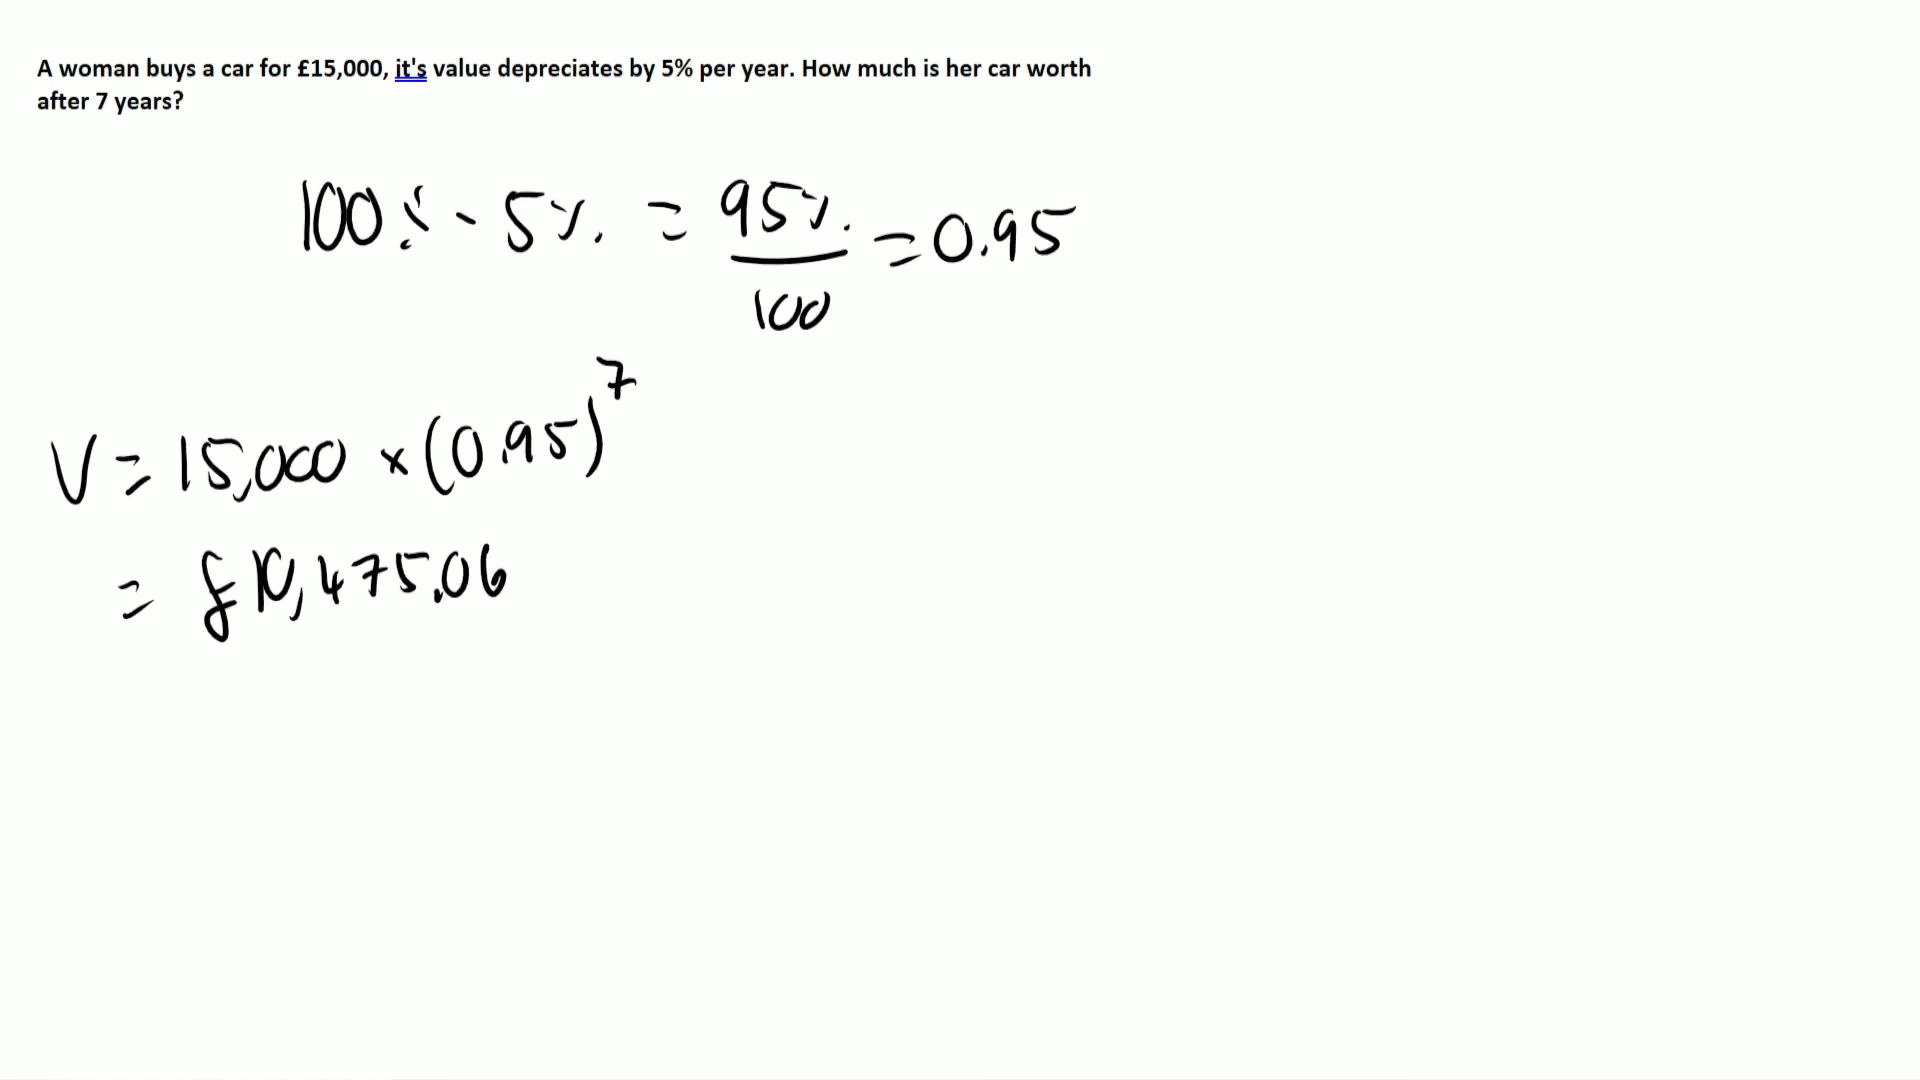 A woman buys a car for £15,000, it's value depreciates by 5% per year. How much is her car worth
after 7 years?
100% - 5% = 95%/100 = 0.95
V = 15,000 × (0.95)^7
= £10,475.06